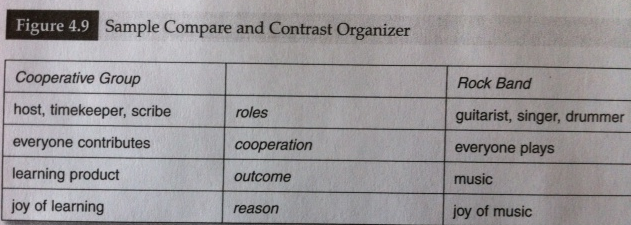 Figure 4.9 Sample Compare and Contrast Organizer
Cooperative Group Rock Band
host, timekeeper, scribe roles guitarist, singer, drummer
everyone contributes cooperation everyone plays
learning product outcome music
joy of learning reason joy of music